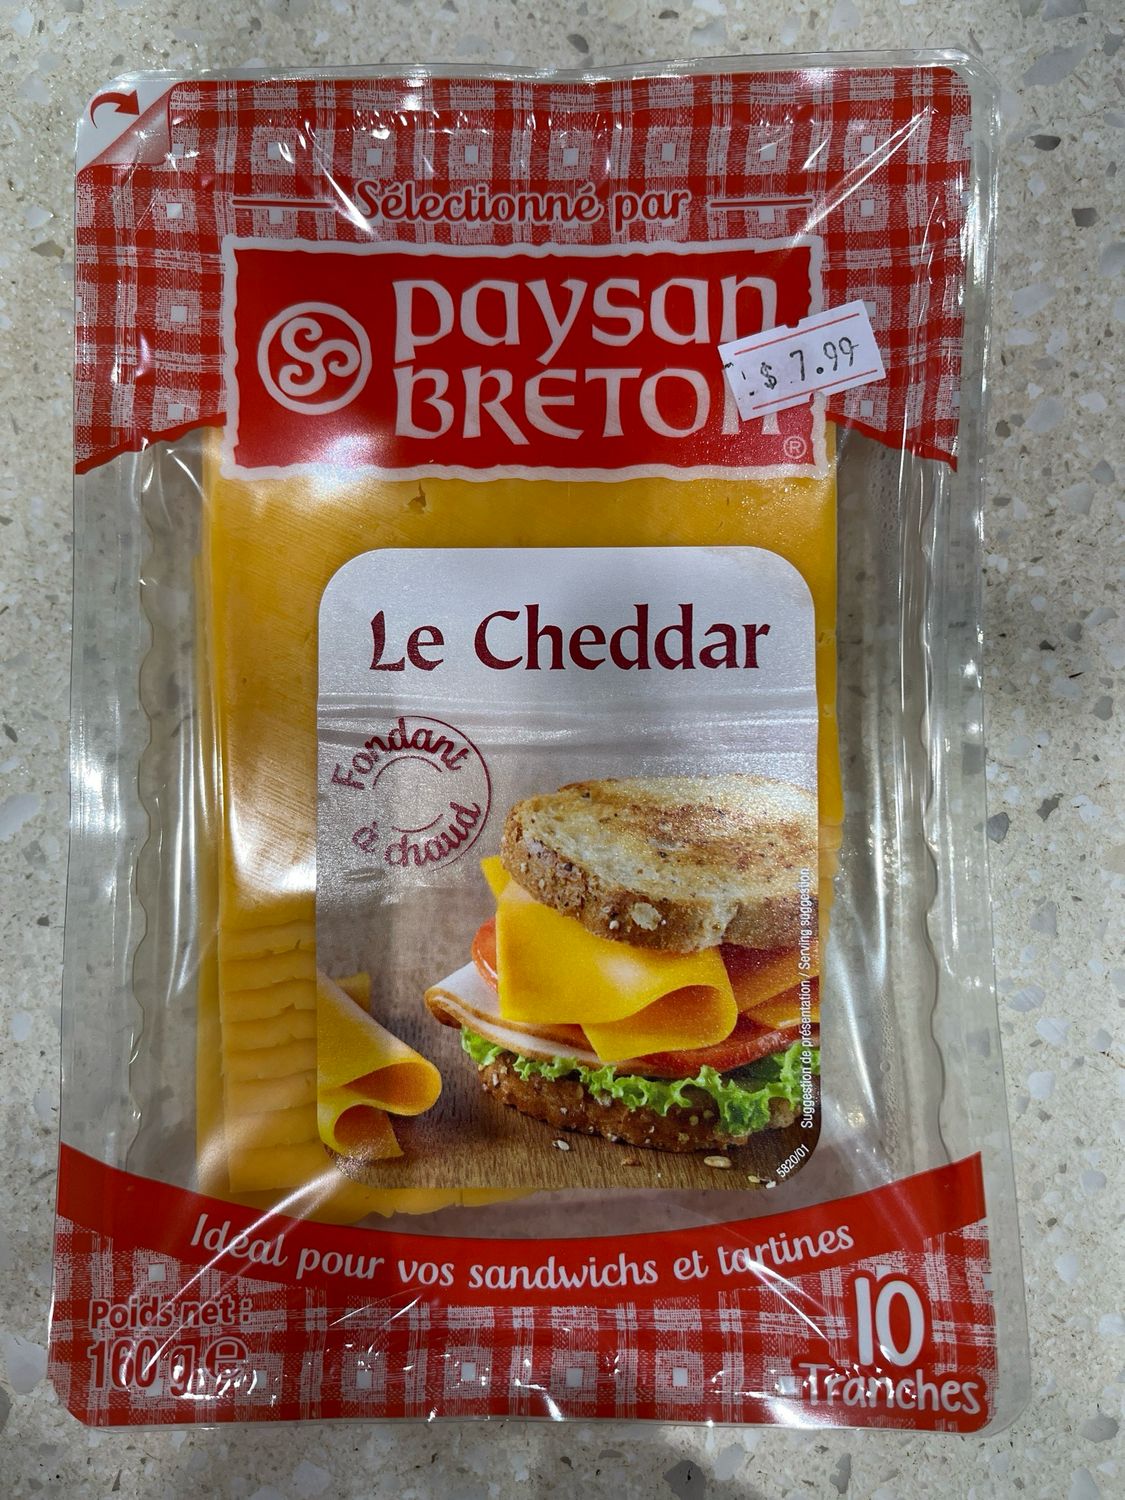 Sélectionné par
paysan
BRETON
®
$ 7.99
Le Cheddar
Fondant
à chaud
Suggestion de présentation / Serving suggestion
5820/01
Idéal pour vos sandwichs et tartines
Poids net :
160 g e
10
Tranches